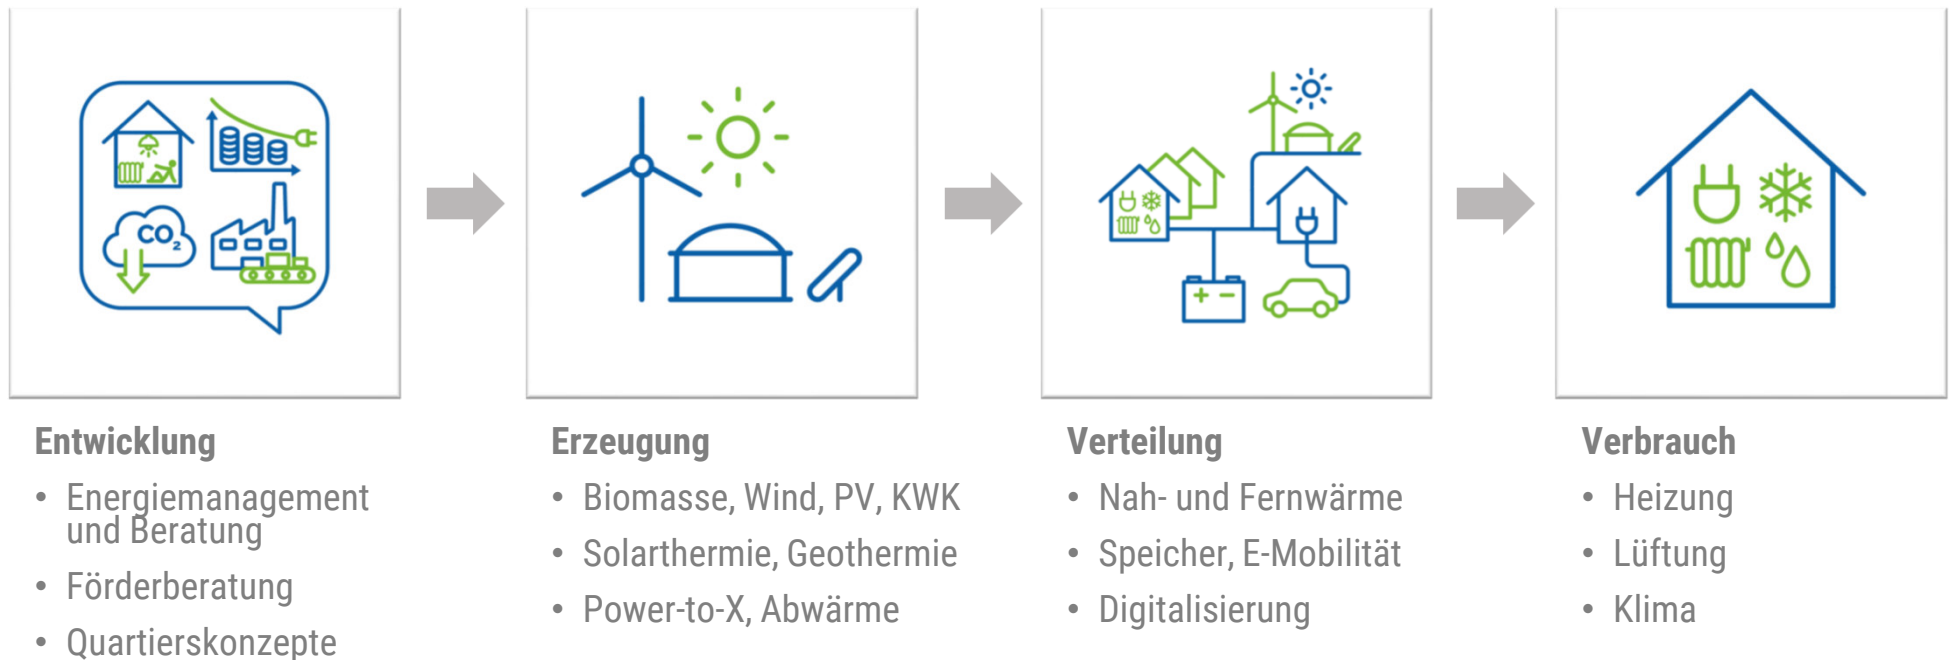 CO2
+ −
Entwicklung
• Energiemanagement
und Beratung
• Förderberatung
• Quartierskonzepte
Erzeugung
• Biomasse, Wind, PV, KWK
• Solarthermie, Geothermie
• Power-to-X, Abwärme
Verteilung
• Nah- und Fernwärme
• Speicher, E-Mobilität
• Digitalisierung
Verbrauch
• Heizung
• Lüftung
• Klima